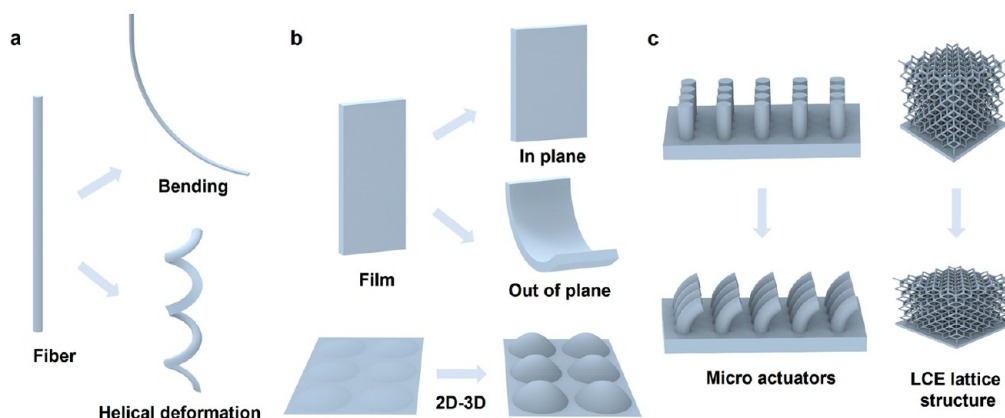 a
Fiber
Bending
Helical deformation
b
Film
In plane
Out of plane
2D-3D
c
Micro actuators
LCE lattice
structure